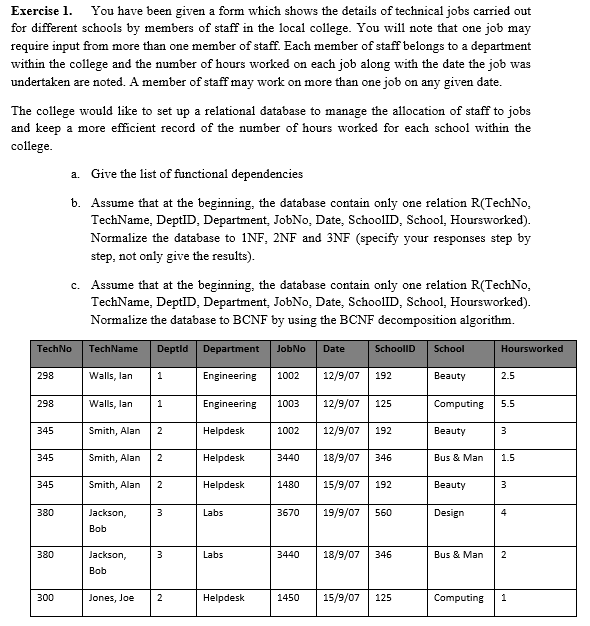 Exercise 1. You have been given a form which shows the details of technical jobs carried out
for different schools by members of staff in the local college. You will note that one job may
require input from more than one member of staff. Each member of staff belongs to a department
within the college and the number of hours worked on each job along with the date the job was
undertaken are noted. A member of staff may work on more than one job on any given date.
The college would like to set up a relational database to manage the allocation of staff to jobs
and keep a more efficient record of the number of hours worked for each school within the
college.
a. Give the list of functional dependencies
b. Assume that at the beginning, the database contain only one relation R(TechNo,
TechName, DeptID, Department, JobNo, Date, SchoolID, School, Hoursworked).
Normalize the database to 1NF, 2NF and 3NF (specify your responses step by
step, not only give the results).
c. Assume that at the beginning, the database contain only one relation R(TechNo,
TechName, DeptID, Department, JobNo, Date, SchoolID, School, Hoursworked).
Normalize the database to BCNF by using the BCNF decomposition algorithm.
TechNo TechName DeptId Department JobNo Date SchoolID School Hoursworked
298 Walls, Ian 1 Engineering 1002 12/9/07 192 Beauty 2.5
298 Walls, Ian 1 Engineering 1003 12/9/07 125 Computing 5.5
345 Smith, Alan 2 Helpdesk 1002 12/9/07 192 Beauty 3
345 Smith, Alan 2 Helpdesk 3440 18/9/07 346 Bus & Man 1.5
345 Smith, Alan 2 Helpdesk 1480 15/9/07 192 Beauty 3
380 Jackson, 3 Labs 3670 19/9/07 560 Design 4
Bob
380 Jackson, 3 Labs 3440 18/9/07 346 Bus & Man 2
Bob
300 Jones, Joe 2 Helpdesk 1450 15/9/07 125 Computing 1